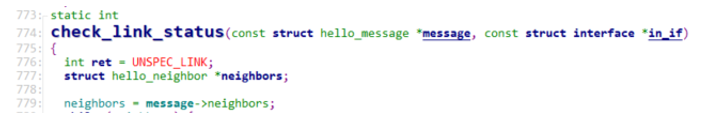 773: static int
774: check_link_status(const struct hello_message *message, const struct interface *in_if)
775: {
776: int ret = UNSPEC_LINK;
777: struct hello_neighbor *neighbors;
778:
779: neighbors = message->neighbors;